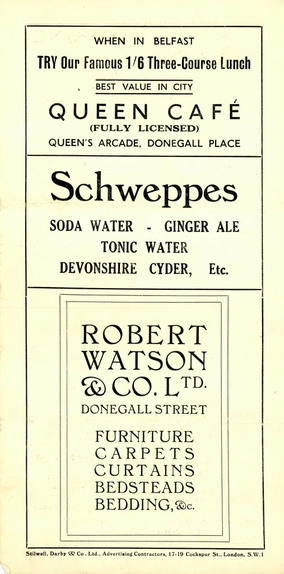 WHEN IN BELFAST
TRY Our Famous 1/6 Three-Course Lunch
BEST VALUE IN CITY
QUEEN CAFÉ
(FULLY LICENSED)
QUEEN'S ARCADE, DONEGALL PLACE
Schweppes
SODA WATER - GINGER ALE
TONIC WATER
DEVONSHIRE CYDER, Etc.
ROBERT
WATSON
& CO. LTD.
DONEGALL STREET
FURNITURE
CARPETS
CURTAINS
BEDSTEADS
BEDDING, &c.
Stilwell, Darby & Co. Ltd., Advertising Contractors, 17-19 Cockspur St., London, S.W.1